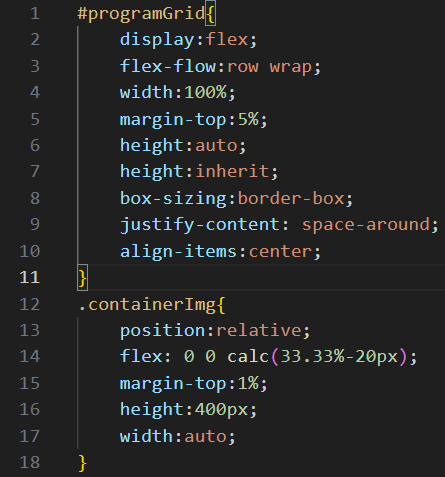 1 #programGrid{
2 display:flex;
3 flex-flow:row wrap;
4 width:100%;
5 margin-top:5%;
6 height:auto;
7 height:inherit;
8 box-sizing:border-box;
9 justify-content: space-around;
10 align-items:center;
11 }
12 .containerImg{
13 position:relative;
14 flex: 0 0 calc(33.33%-20px);
15 margin-top:1%;
16 height:400px;
17 width:auto;
18 }